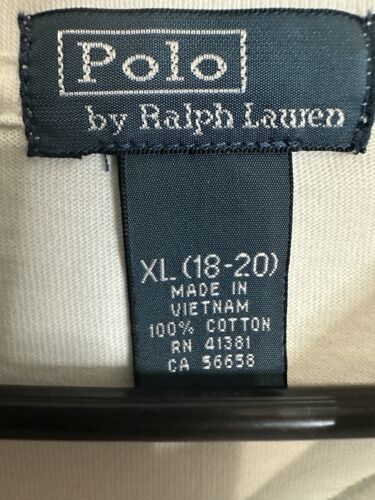 Polo
by Ralph Lauren
XL (18-20)
MADE IN
VIETNAM
100% COTTON
RN 41381
CA 56658